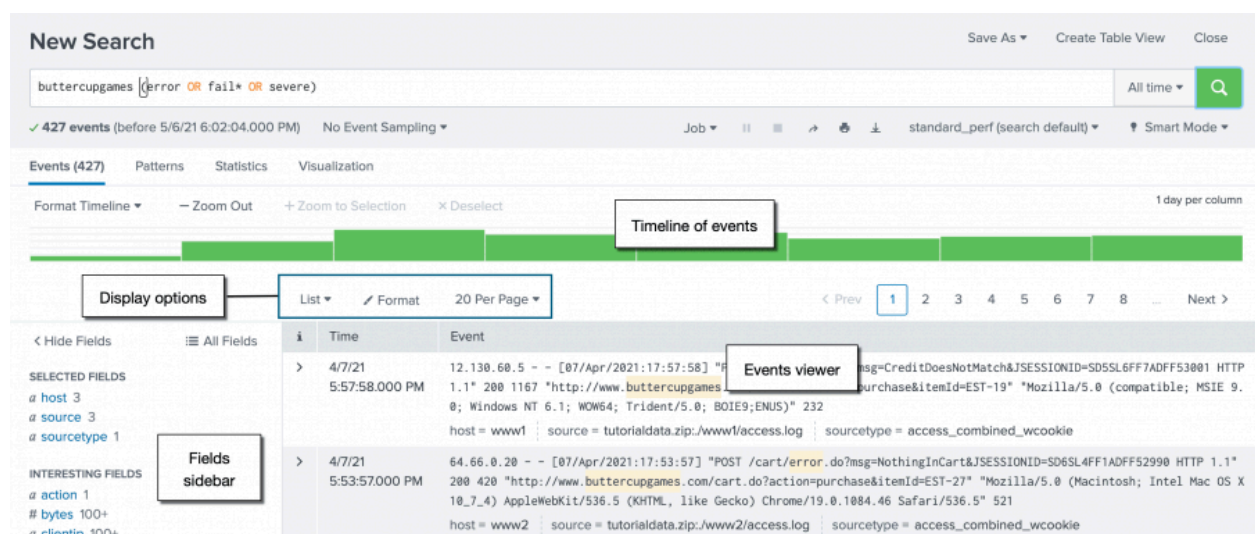 New Search
Save As Create Table View Close
buttercupgames (error OR fail* OR severe)
All time
427 events (before 5/6/21 6:02:04.000 PM) No Event Sampling
Job standard_perf (search default) Smart Mode
Events (427) Patterns Statistics Visualization
Format Timeline — Zoom Out + Zoom to Selection × Deselect
1 day per column
Timeline of events
Display options
List Format 20 Per Page
< Prev 1 2 3 4 5 6 7 8 ... Next >
< Hide Fields All Fields
i Time Event
SELECTED FIELDS
a host 3
a source 3
a sourcetype 1
Fields sidebar
INTERESTING FIELDS
a action 1
# bytes 100+
a clientip 100+
Events viewer
> 4/7/21 5:57:58.000 PM
12.130.60.5 - - [07/Apr/2021:17:57:58] msg=CreditDoesNotMatch&JSESSIONID=SD5SL6FF7ADFF53001 HTTP
1.1" 200 1167 "http://www.buttercupgames purchase&itemId=EST-19" "Mozilla/5.0 (compatible; MSIE 9.
0; Windows NT 6.1; WOW64; Trident/5.0; BOIE9;ENUS)" 232
host = www1 source = tutorialdata.zip:./www1/access.log sourcetype = access_combined_wcookie
> 4/7/21 5:53:57.000 PM
64.66.0.20 - - [07/Apr/2021:17:53:57] "POST /cart/error.do?msg=NothingInCart&JSESSIONID=SD6SL4FF1ADFF52990 HTTP 1.1"
200 420 "http://www.buttercupgames.com/cart.do?action=purchase&itemId=EST-27" "Mozilla/5.0 (Macintosh; Intel Mac OS X
10_7_4) AppleWebKit/536.5 (KHTML, like Gecko) Chrome/19.0.1084.46 Safari/536.5" 521
host = www2 source = tutorialdata.zip:./www2/access.log sourcetype = access_combined_wcookie